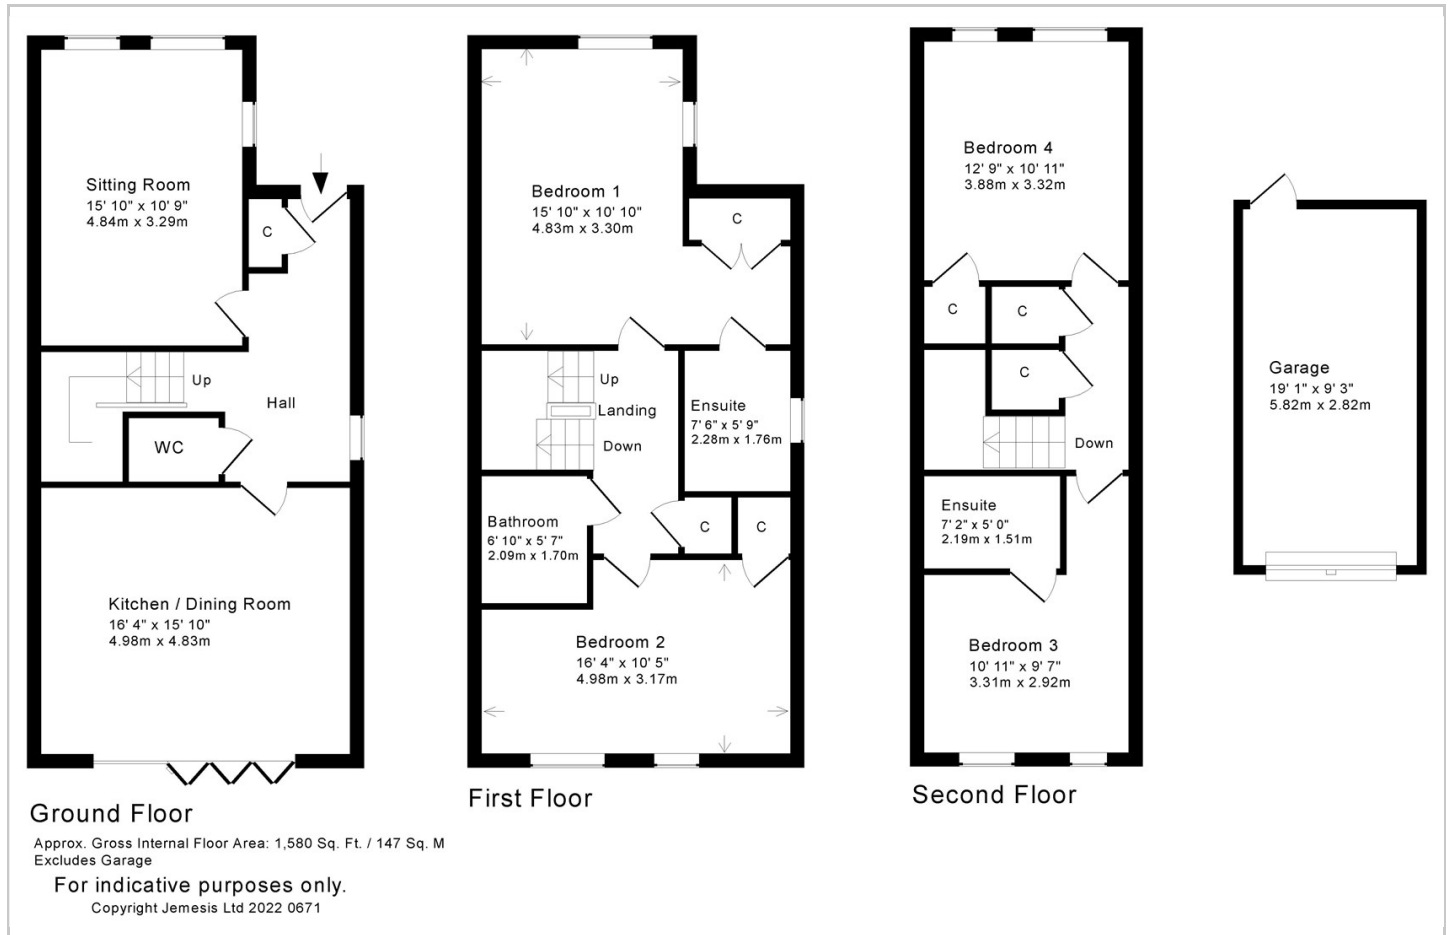 Sitting Room
15' 10" x 10' 9"
4.84m x 3.29m
C
Up
Hall
WC
Kitchen / Dining Room
16' 4" x 15' 10"
4.98m x 4.83m
Ground Floor
Approx. Gross Internal Floor Area: 1,580 Sq. Ft. / 147 Sq. M
Excludes Garage
For indicative purposes only.
Copyright Jemesis Ltd 2022 0671
Bedroom 1
15' 10" x 10' 10"
4.83m x 3.30m
C
Up
Landing
Down
Ensuite
7' 6" x 5' 9"
2.28m x 1.76m
Bathroom
6' 10" x 5' 7"
2.09m x 1.70m
C
C
Bedroom 2
16' 4" x 10' 5"
4.98m x 3.17m
First Floor
Bedroom 4
12' 9" x 10' 11"
3.88m x 3.32m
C
C
C
Down
Ensuite
7' 2" x 5' 0"
2.19m x 1.51m
Bedroom 3
10' 11" x 9' 7"
3.31m x 2.92m
Second Floor
Garage
19' 1" x 9' 3"
5.82m x 2.82m